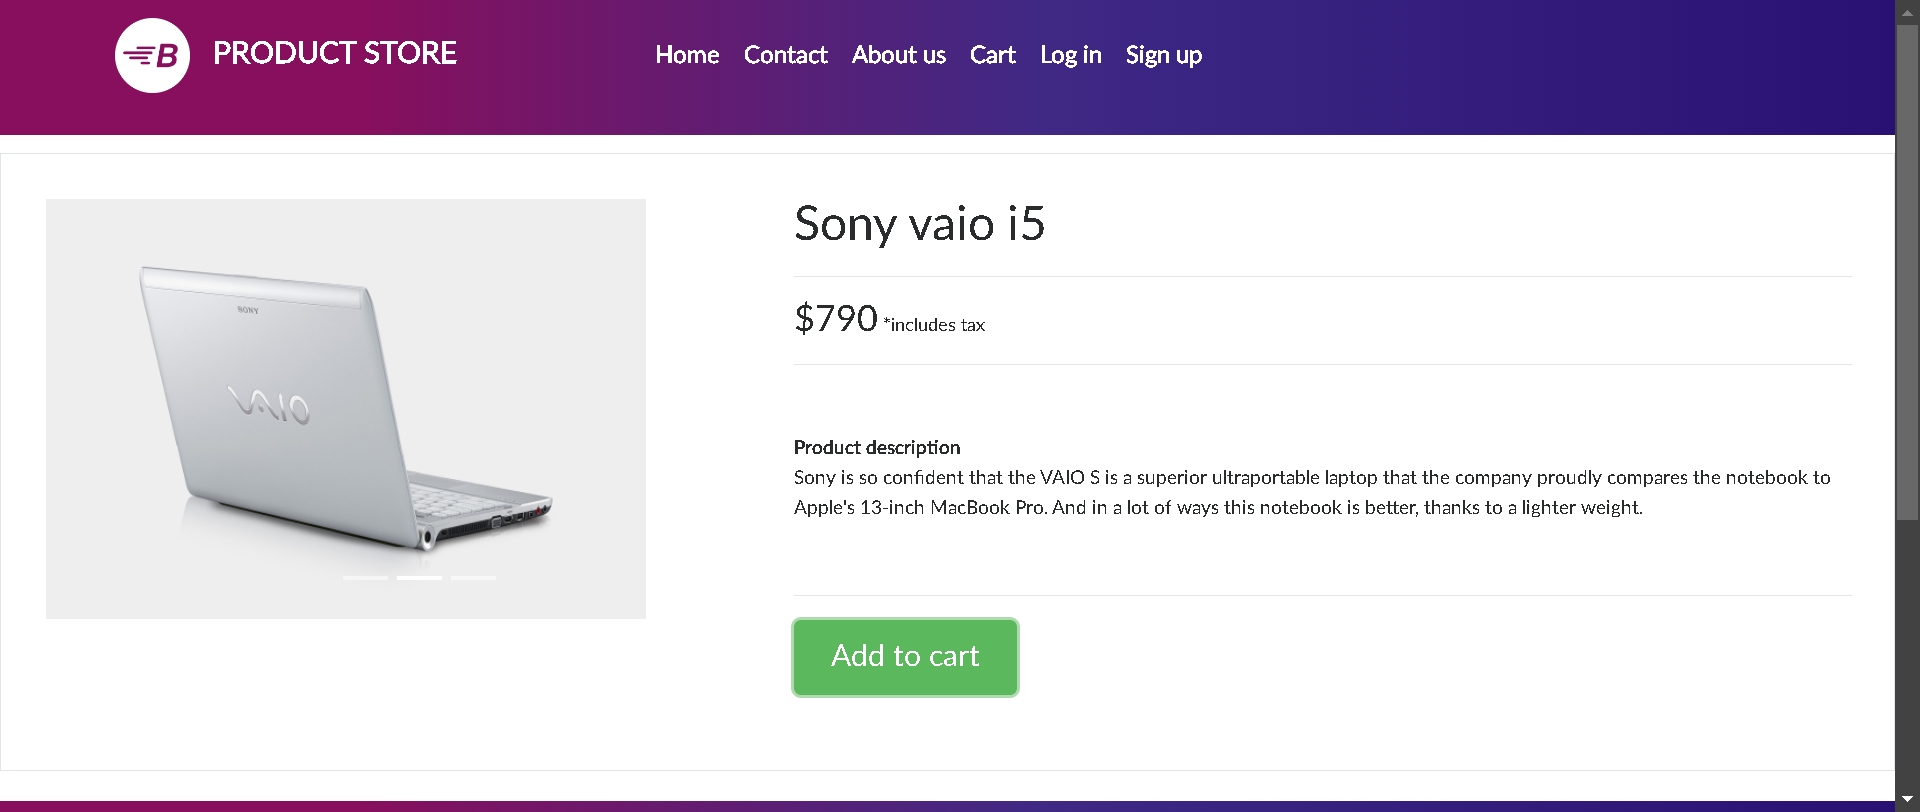 B PRODUCT STORE
Home Contact About us Cart Log in Sign up
SONY
VAIO
Sony vaio i5
$790 *includes tax
Product description
Sony is so confident that the VAIO S is a superior ultraportable laptop that the company proudly compares the notebook to
Apple's 13-inch MacBook Pro. And in a lot of ways this notebook is better, thanks to a lighter weight.
Add to cart